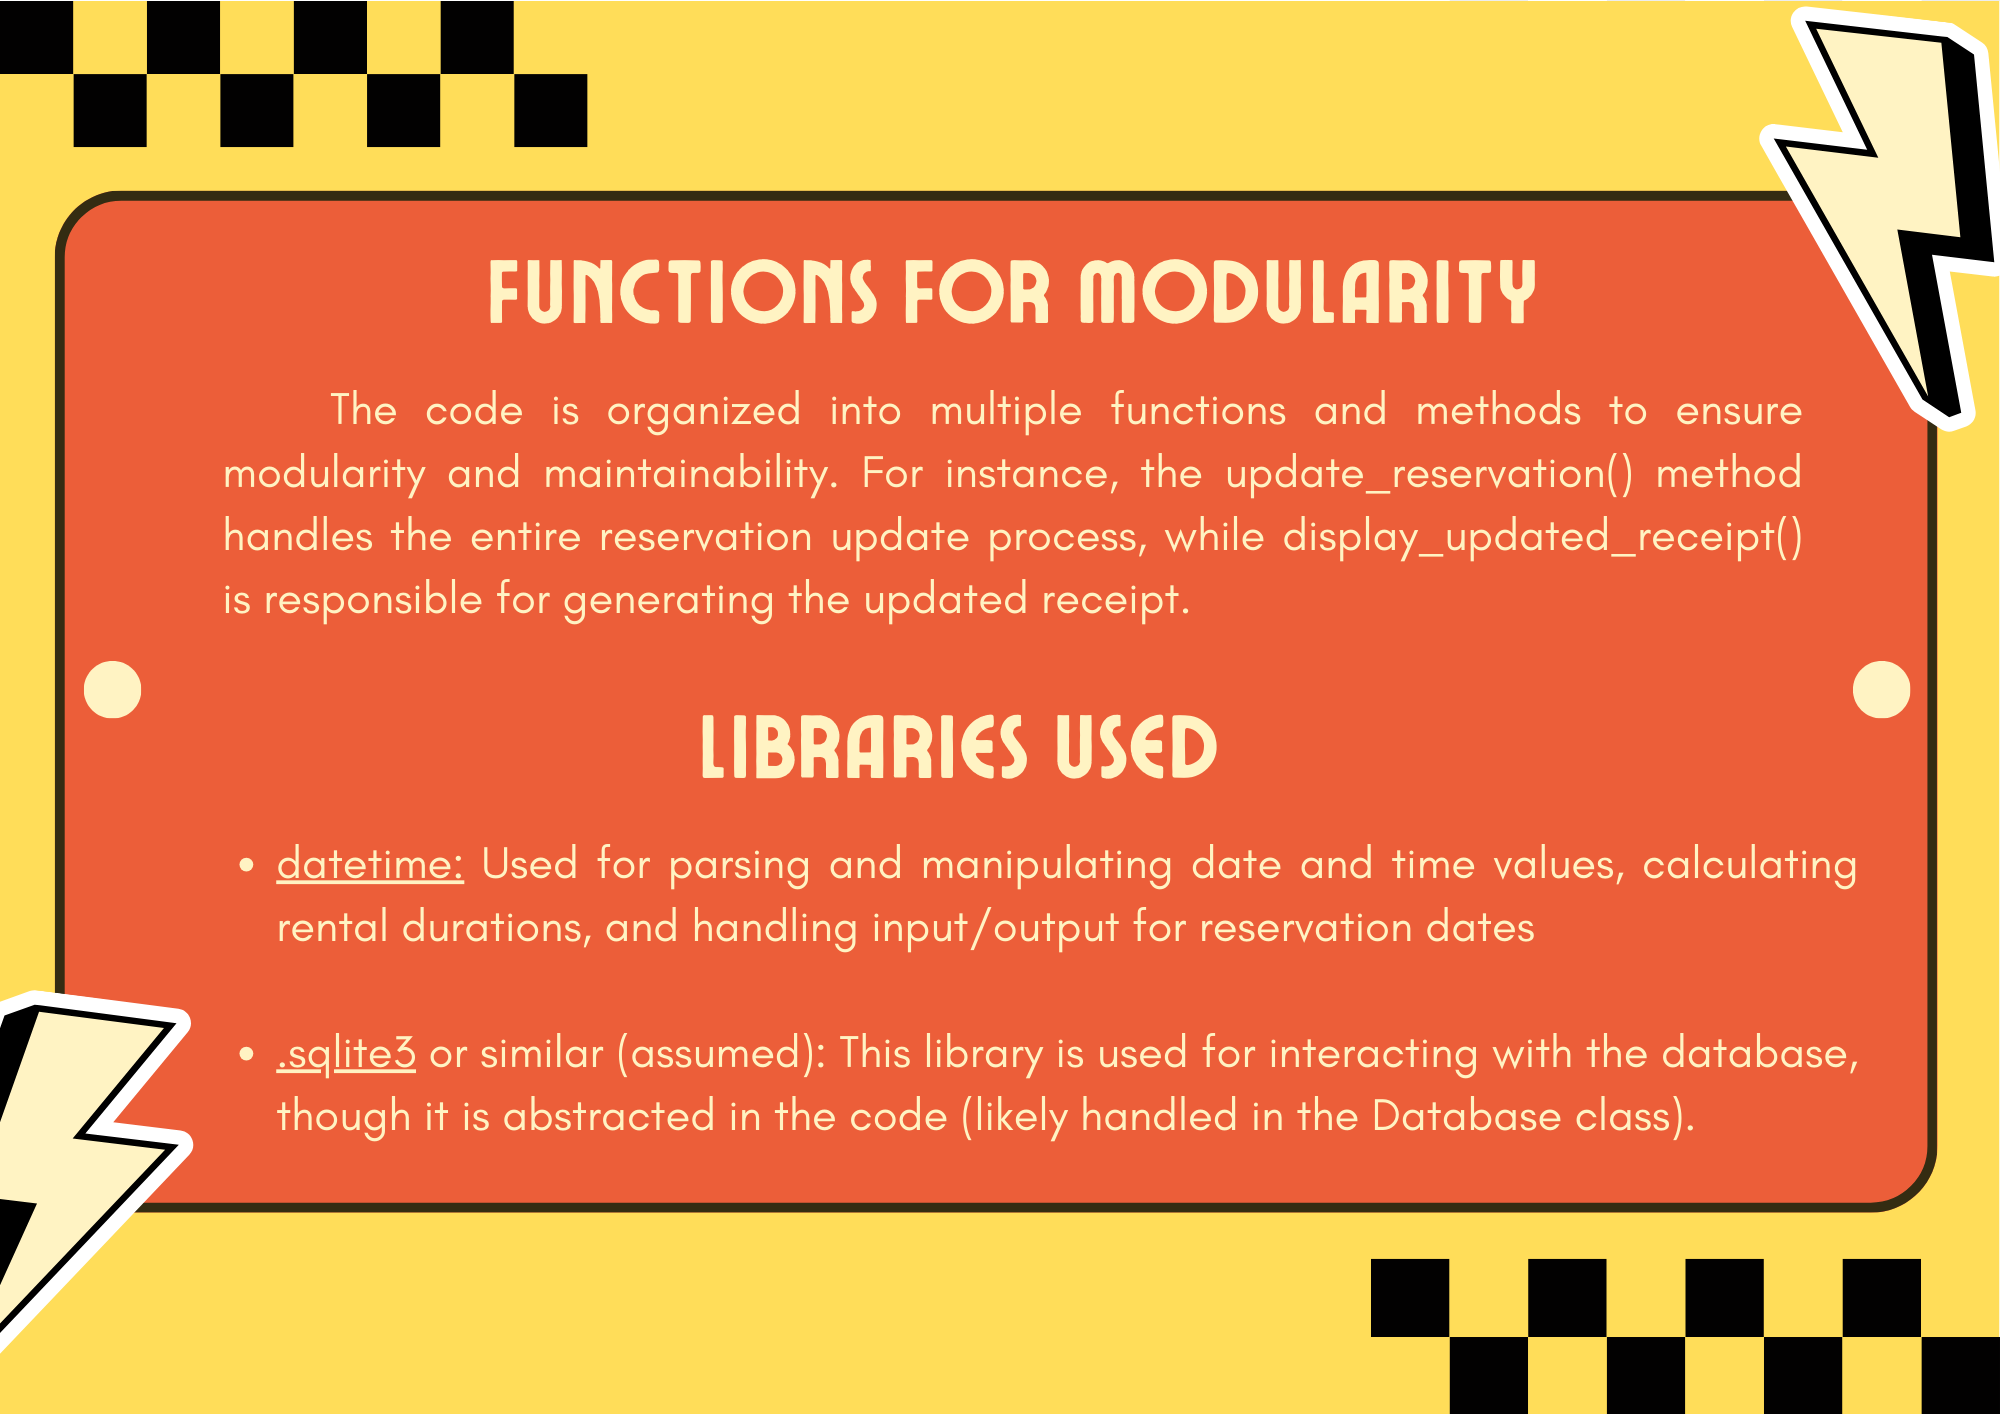 FUNCTIONS FOR MODULARITY
The code is organized into multiple functions and methods to ensure
modularity and maintainability. For instance, the update_reservation() method
handles the entire reservation update process, while display_updated_receipt()
is responsible for generating the updated receipt.
LIBRARIES USED
• datetime: Used for parsing and manipulating date and time values, calculating
rental durations, and handling input/output for reservation dates
• .sqlite3 or similar (assumed): This library is used for interacting with the database,
though it is abstracted in the code (likely handled in the Database class).